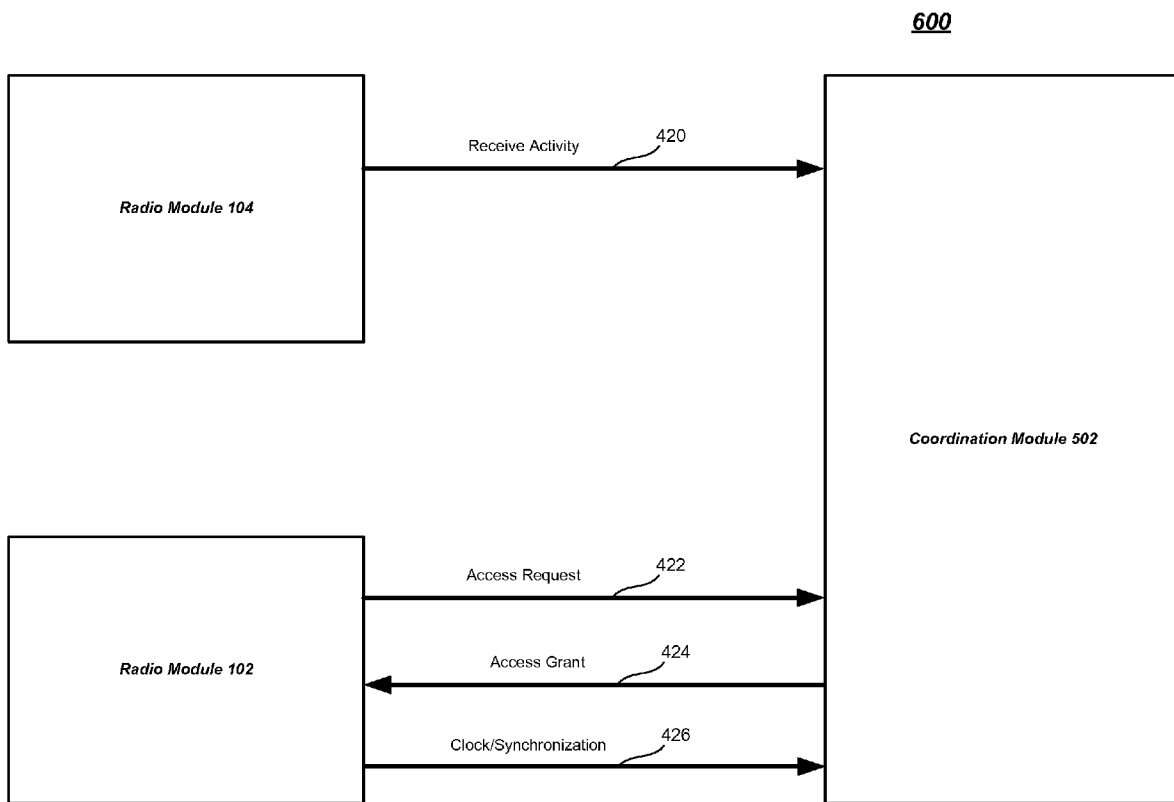 600
Receive Activity
420
Radio Module 104
Coordination Module 502
Access Request
422
Radio Module 102
Access Grant
424
Clock/Synchronization
426